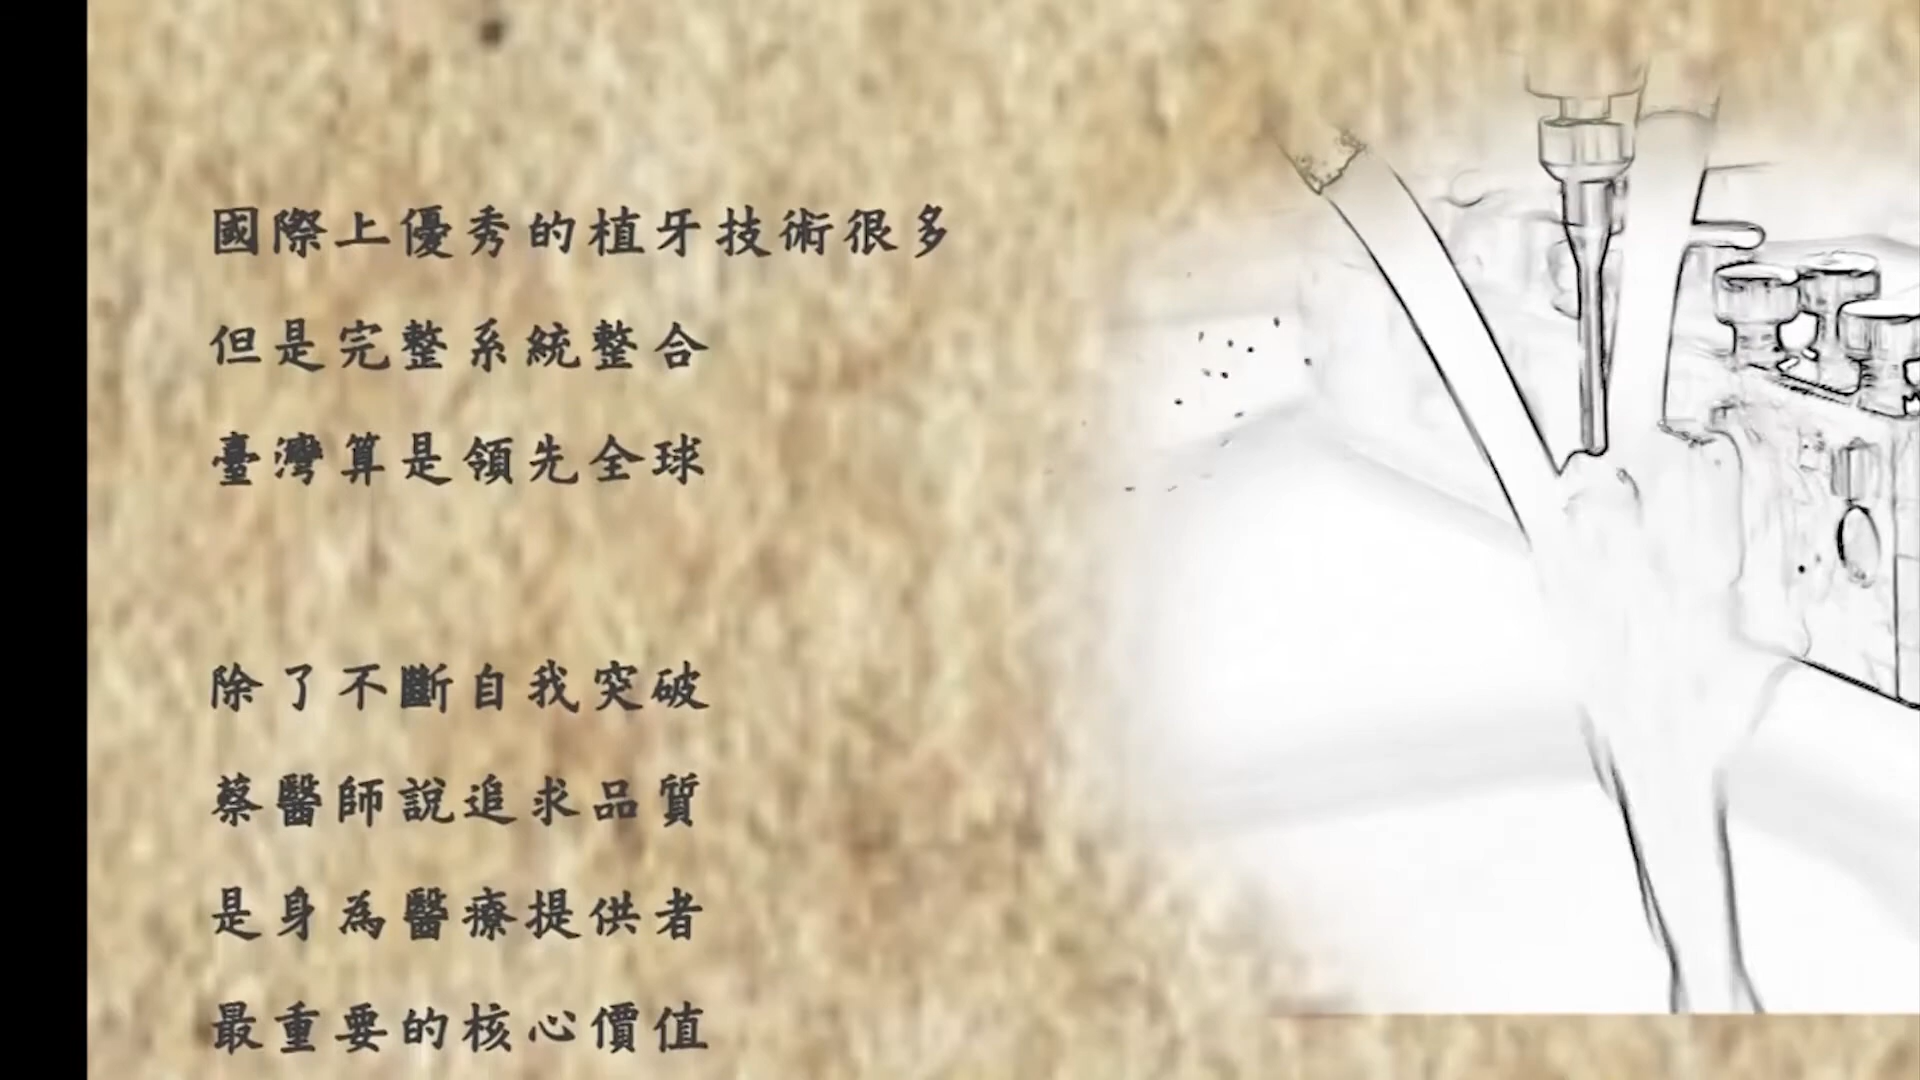 國際上優秀的植牙技術很多
但是完整系統整合
臺灣算是領先全球
除了不斷自我突破
蔡醫師說追求品質
是身為醫療提供者
最重要的核心價值